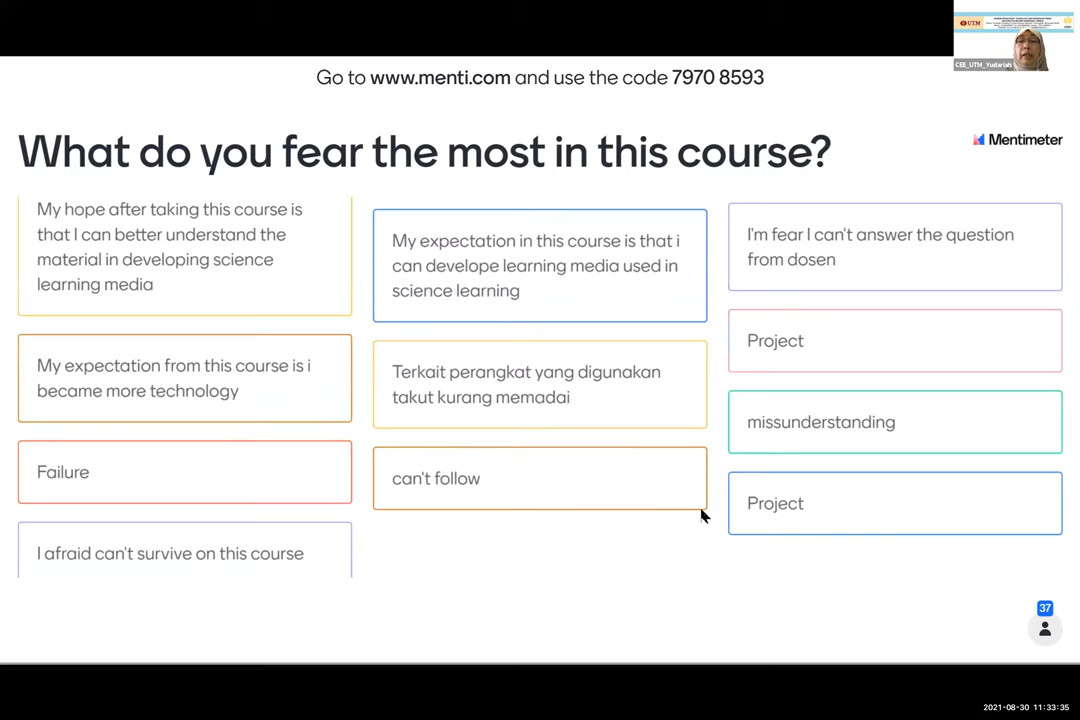 UTM
CEE_UTM_Yudariah
Go to www.menti.com and use the code 7970 8593
What do you fear the most in this course?
Mentimeter
My hope after taking this course is
that I can better understand the
material in developing science
learning media
My expectation from this course is i
became more technology
Failure
I afraid can't survive on this course
My expectation in this course is that i
can develope learning media used in
science learning
Terkait perangkat yang digunakan
takut kurang memadai
can't follow
I'm fear I can't answer the question
from dosen
Project
missunderstanding
Project
37
2021-08-30 11:33:35